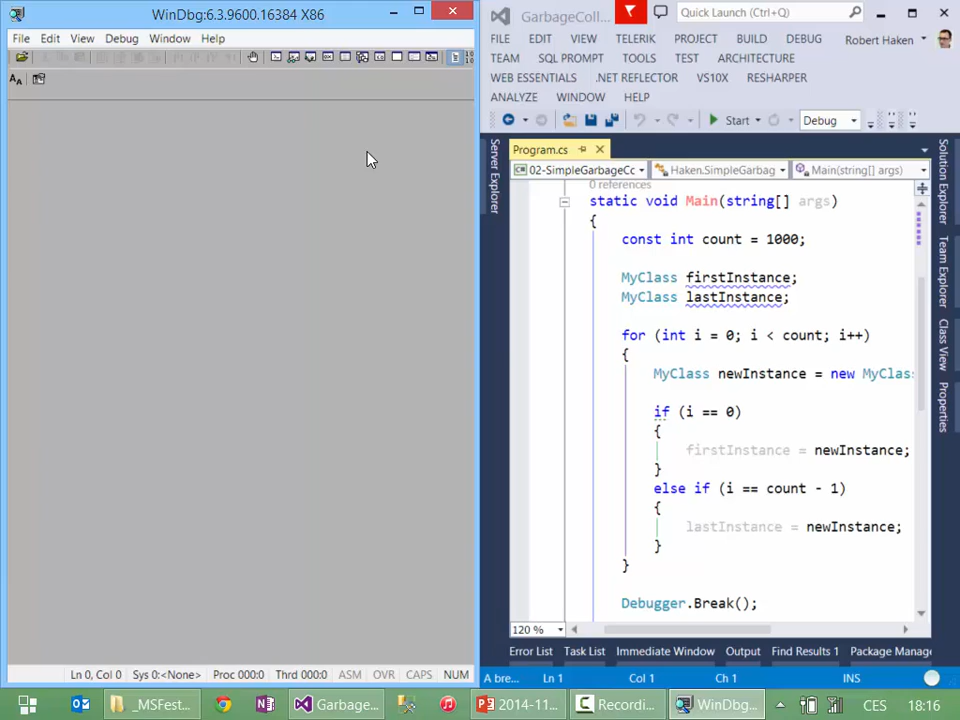 WinDbg:6.3.9600.16384 X86
File Edit View Debug Window Help
Ln 0, Col 0 Sys 0:<None> Proc 000:0 Thrd 000:0 ASM OVR CAPS NUM
GarbageColl...
Quick Launch (Ctrl+Q)
FILE EDIT VIEW TELERIK PROJECT BUILD DEBUG
Robert Haken
TEAM SQL PROMPT TOOLS TEST ARCHITECTURE
WEB ESSENTIALS .NET REFLECTOR VS10X RESHARPER
ANALYZE WINDOW HELP
Start Debug
Program.cs
02-SimpleGarbageCc Haken.SimpleGarbag Main(string[] args)
Server Explorer
Solution Explorer
Team Explorer
Class View
Properties
0 references
static void Main(string[] args)
{
const int count = 1000;
MyClass firstInstance;
MyClass lastInstance;
for (int i = 0; i < count; i++)
{
MyClass newInstance = new MyClas
if (i == 0)
{
firstInstance = newInstance;
}
else if (i == count - 1)
{
lastInstance = newInstance;
}
}
Debugger.Break();
120 %
Error List Task List Immediate Window Output Find Results 1 Package Manag
A bre... Ln 1 Col 1 Ch 1 INS
_MSFest... Garbage... 2014-11... Recordi... WinDbg... CES 18:16